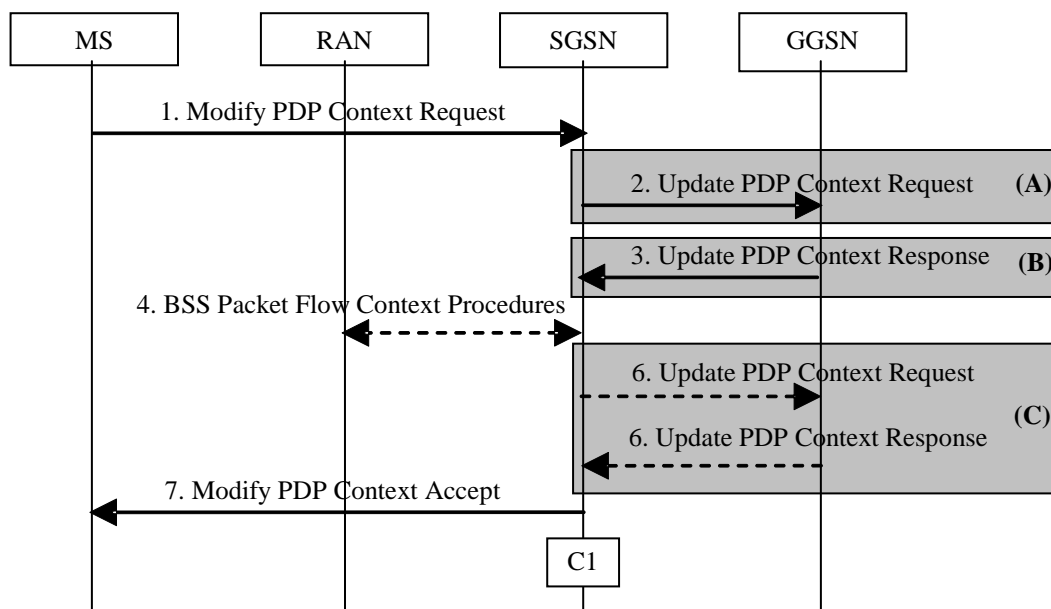 MS RAN SGSN GGSN
1. Modify PDP Context Request
2. Update PDP Context Request (A)
3. Update PDP Context Response (B)
4. BSS Packet Flow Context Procedures
6. Update PDP Context Request
(C)
6. Update PDP Context Response
7. Modify PDP Context Accept
C1